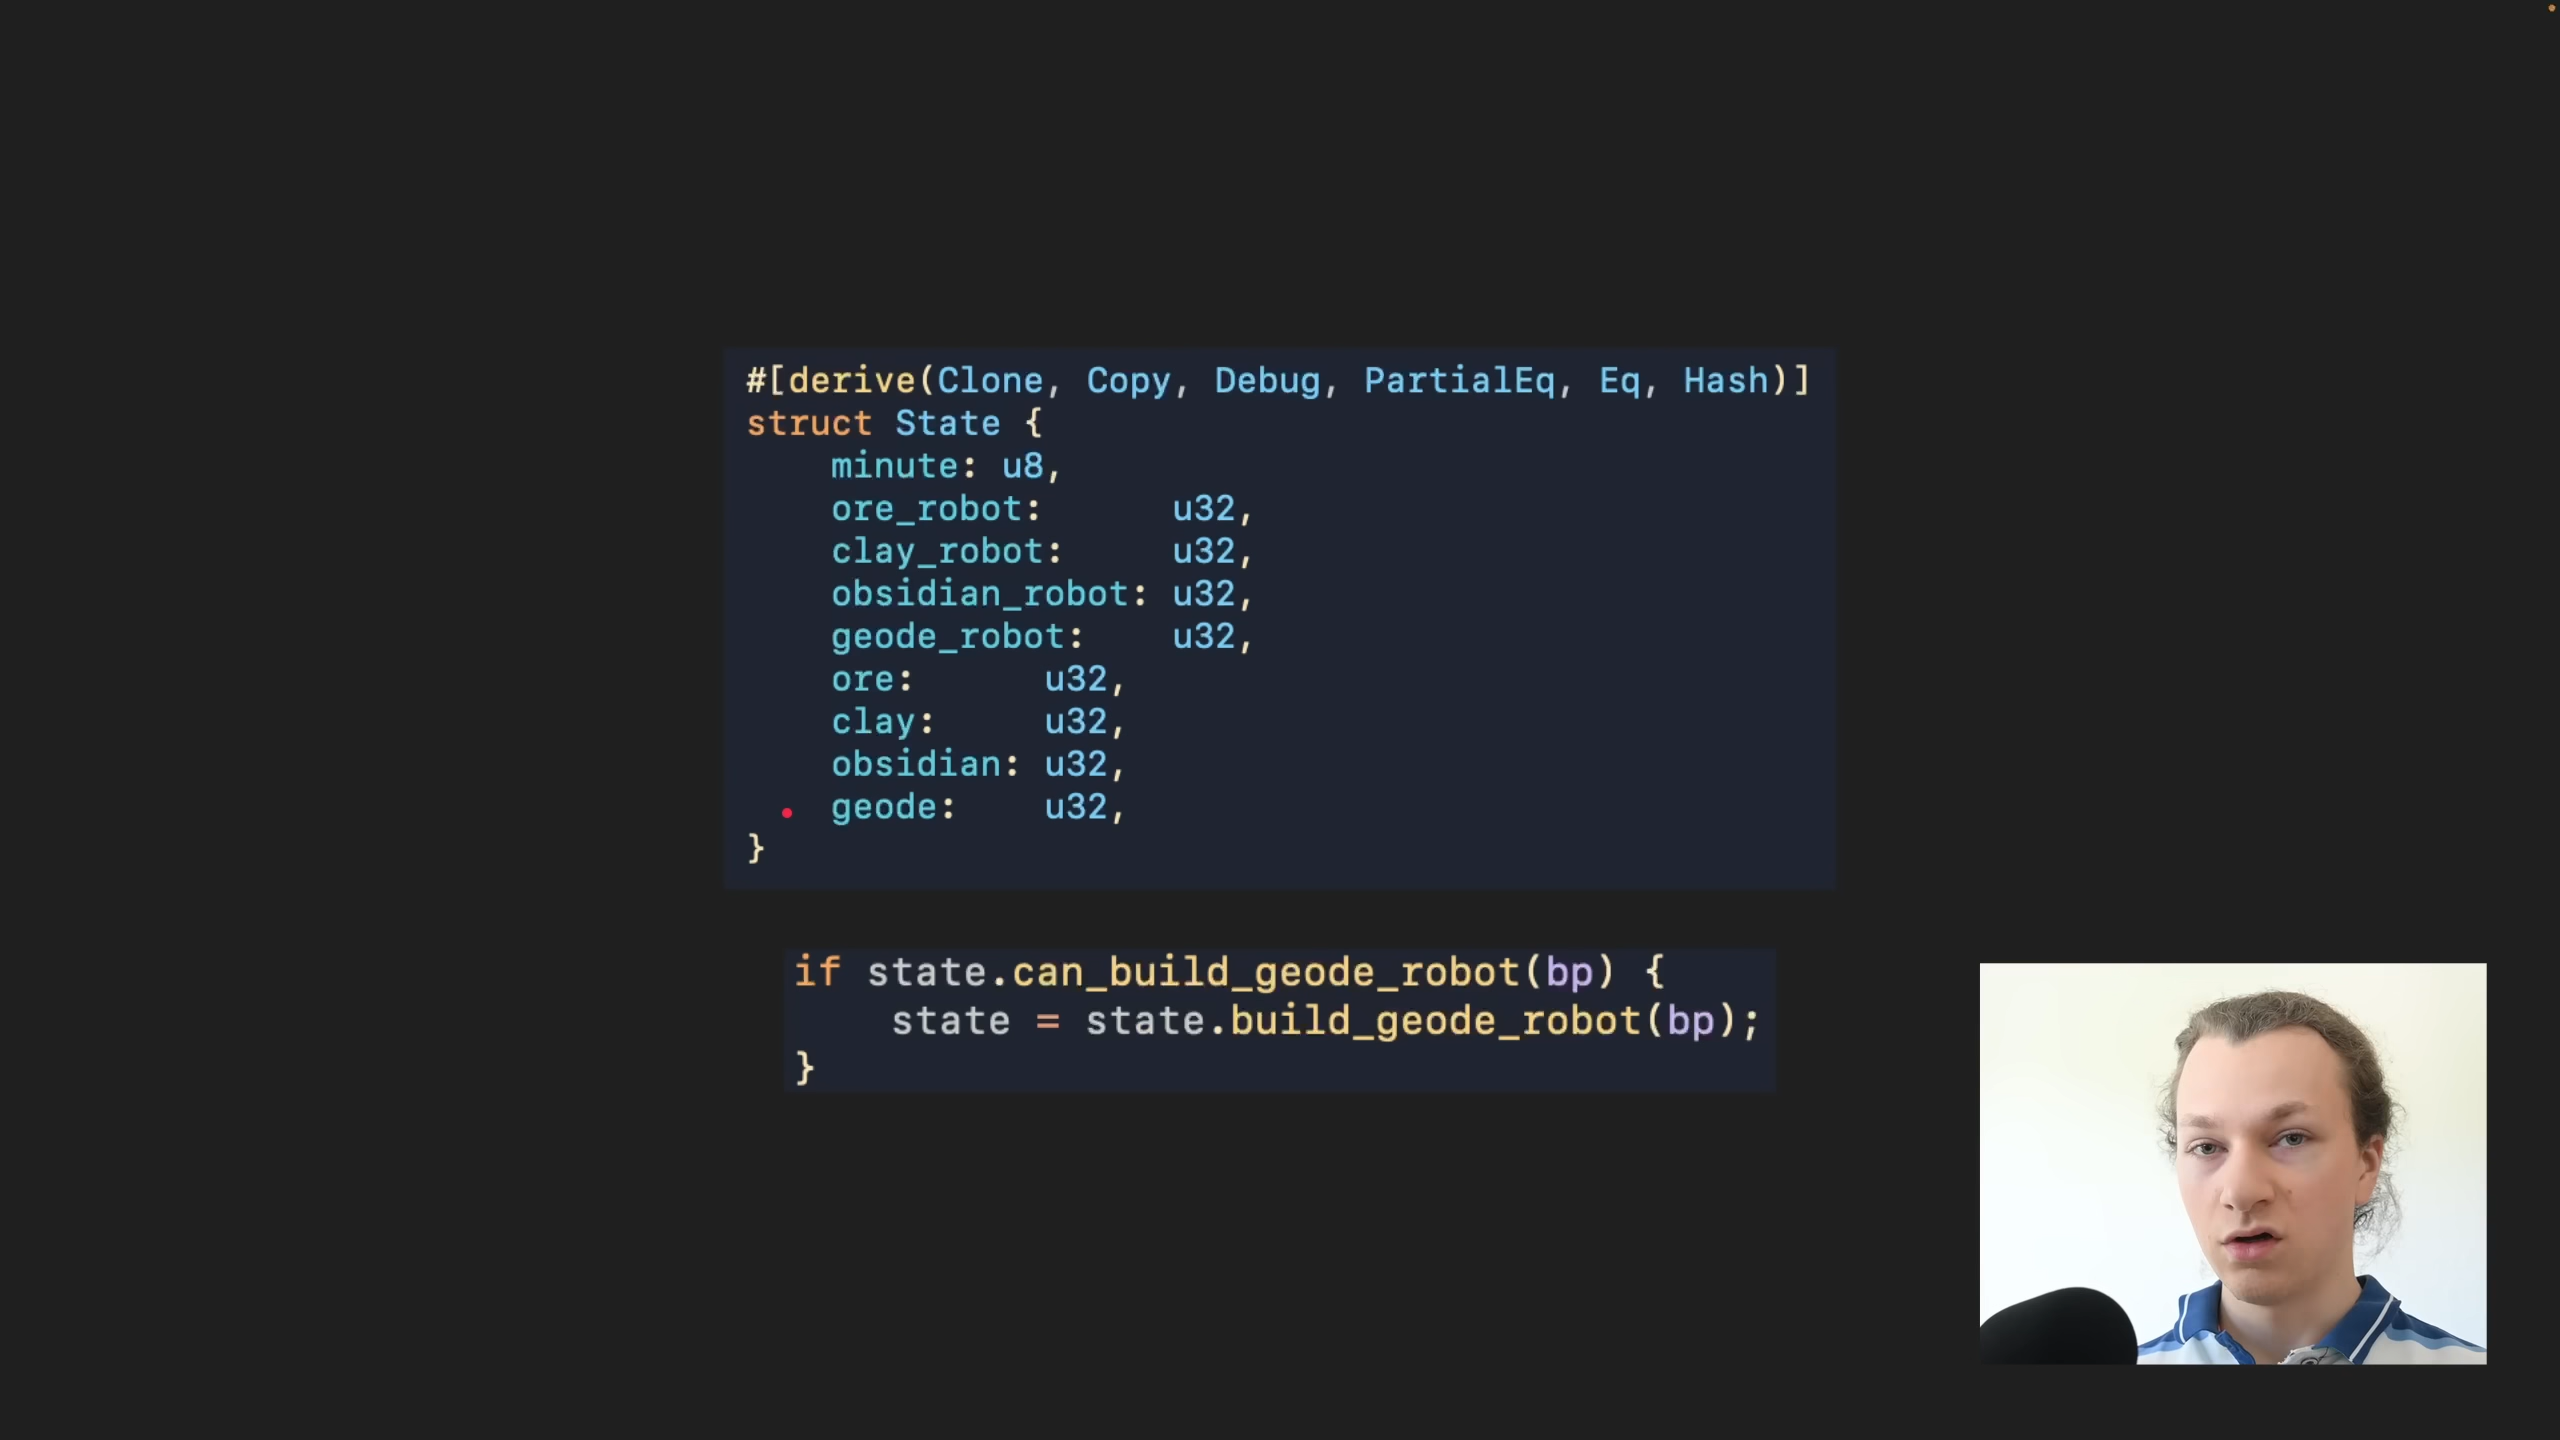 #[derive(Clone, Copy, Debug, PartialEq, Eq, Hash)]
struct State {
    minute: u8,
    ore_robot:      u32,
    clay_robot:     u32,
    obsidian_robot: u32,
    geode_robot:    u32,
    ore:      u32,
    clay:     u32,
    obsidian: u32,
    geode:    u32,
}
if state.can_build_geode_robot(bp) {
    state = state.build_geode_robot(bp);
}